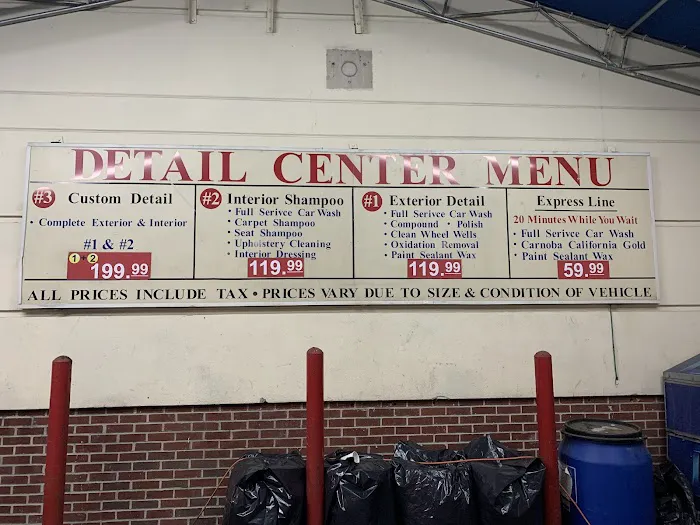 DETAIL CENTER MENU
#3 Custom Detail
• Complete Exterior & Interior
#1 & #2
1 + 2
199.99
#2 Interior Shampoo
• Full Serivce Car Wash
• Carpet Shampoo
• Seat Shampoo
• Upholstery Cleaning
• Interior Dressing
119.99
#1 Exterior Detail
• Full Serivce Car Wash
• Compound • Polish
• Clean Wheel Wells
• Oxidation Removal
• Paint Sealant Wax
119.99
Express Line
20 Minutes While You Wait
• Full Serivce Car Wash
• Carnoba California Gold
• Paint Sealant Wax
59.99
ALL PRICES INCLUDE TAX • PRICES VARY DUE TO SIZE & CONDITION OF VEHICLE